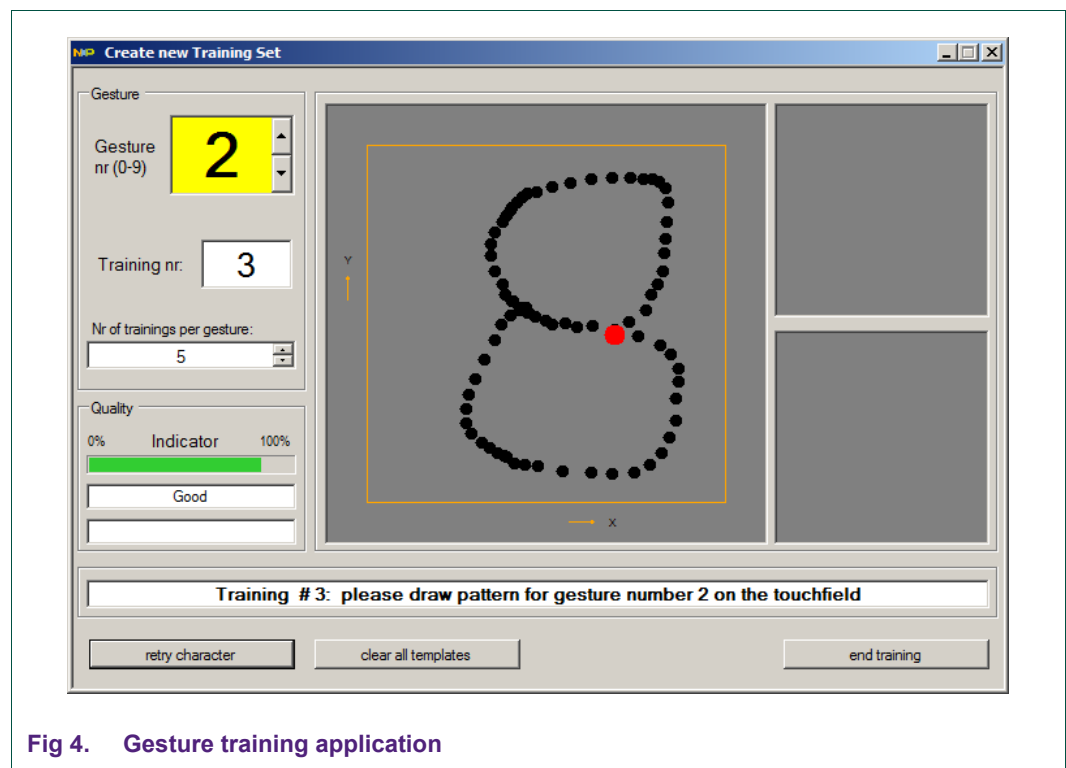 NXP Create new Training Set
Gesture
Gesture
nr (0-9)
2
Training nr:
3
Nr of trainings per gesture:
5
Quality
0% Indicator 100%
Good
Y
X
Training # 3: please draw pattern for gesture number 2 on the touchfield
retry character
clear all templates
end training
Fig 4. Gesture training application